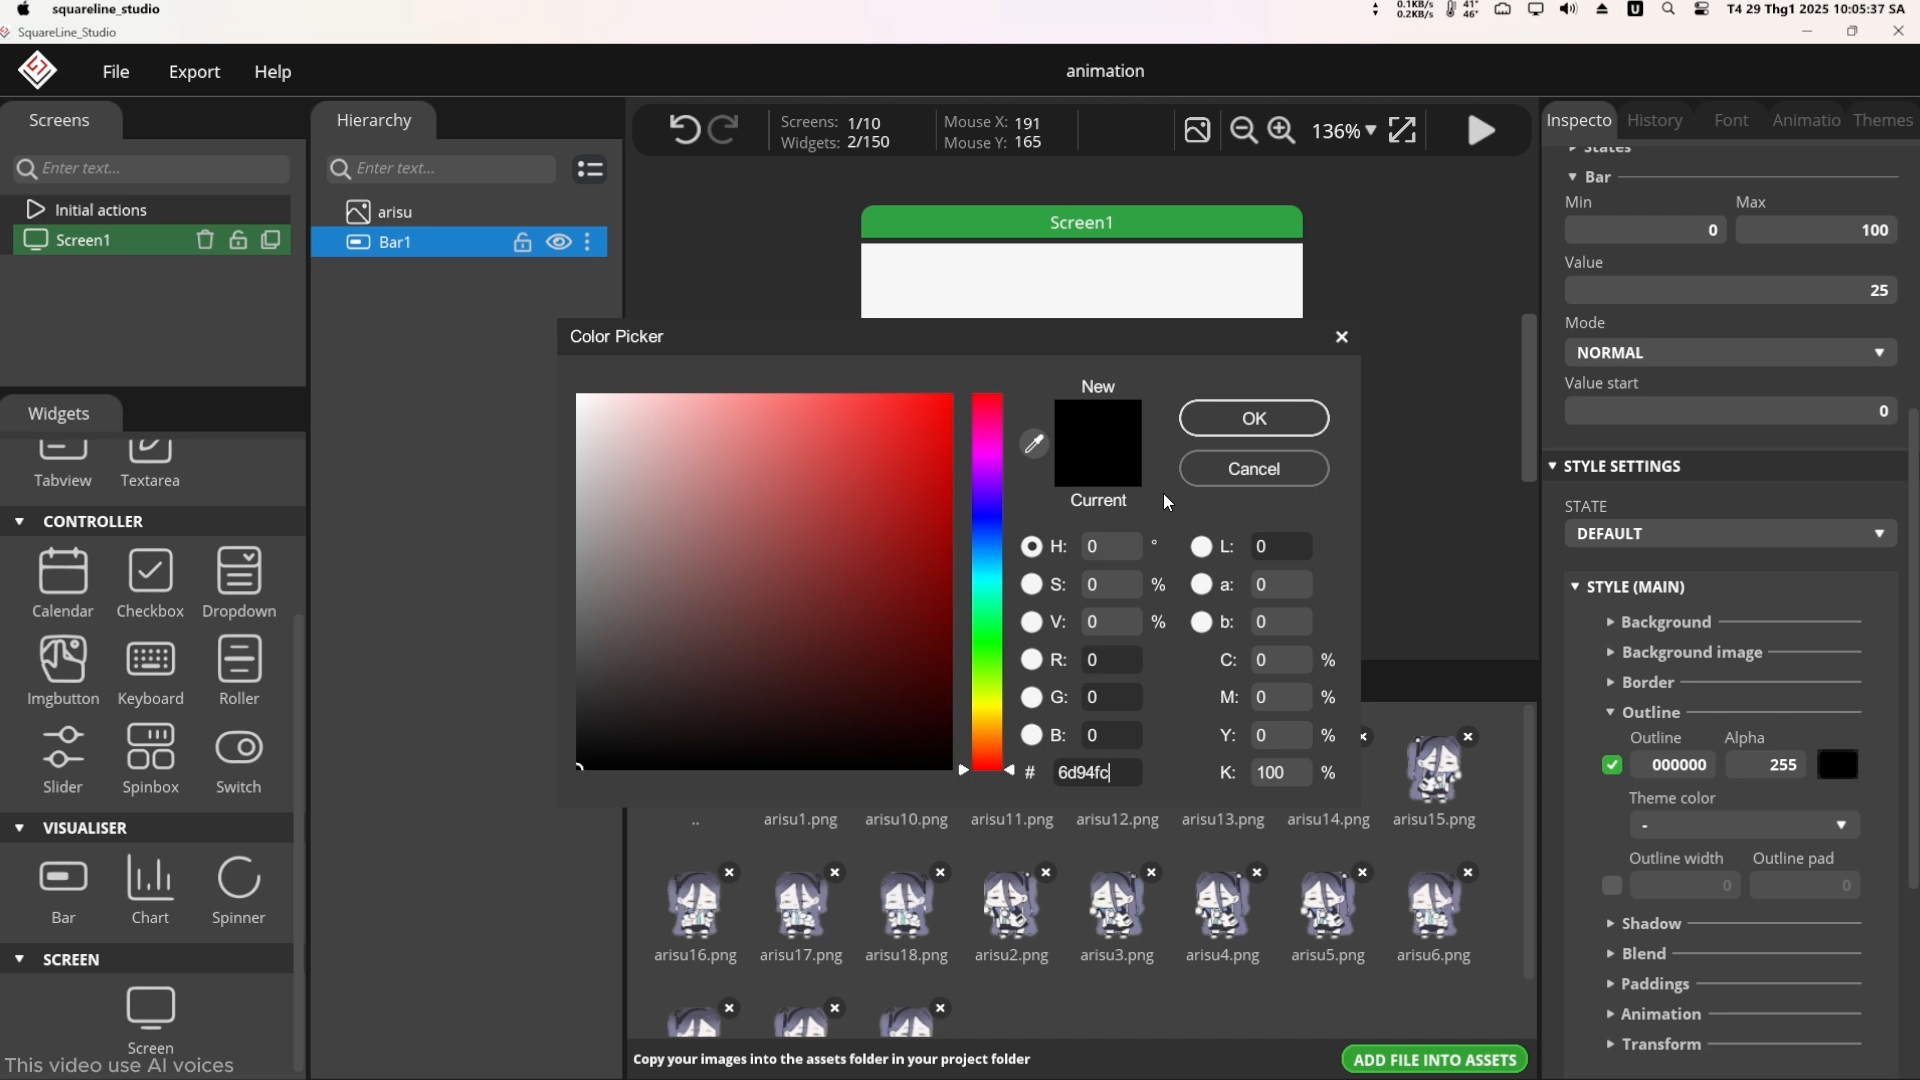 squareline_studio
0.1KB/s
0.2KB/s
41°
46°
U
T4 29 Thg1 2025 10:05:37 SA
SquareLine_Studio
File
Export
Help
animation
Screens
Enter text...
Initial actions
Screen1
Hierarchy
Enter text...
arisu
Bar1
Screens: 1/10
Widgets: 2/150
Mouse X: 191
Mouse Y: 165
136%
Screen1
Widgets
Tabview
Textarea
CONTROLLER
Calendar
Checkbox
Dropdown
Imgbutton
Keyboard
Roller
Slider
Spinbox
Switch
VISUALISER
Bar
Chart
Spinner
SCREEN
Screen
This video use AI voices
Color Picker
New
Current
OK
Cancel
H: 0 °
L: 0
S: 0 %
a: 0
V: 0 %
b: 0
R: 0
C: 0 %
G: 0
M: 0 %
B: 0
Y: 0 %
# 6d94fc
K: 100 %
..
arisu1.png
arisu10.png
arisu11.png
arisu12.png
arisu13.png
arisu14.png
arisu15.png
arisu16.png
arisu17.png
arisu18.png
arisu2.png
arisu3.png
arisu4.png
arisu5.png
arisu6.png
Copy your images into the assets folder in your project folder
ADD FILE INTO ASSETS
Inspecto
History
Font
Animatio
Themes
States
Bar
Min
Max
0
100
Value
25
Mode
NORMAL
Value start
0
STYLE SETTINGS
STATE
DEFAULT
STYLE (MAIN)
Background
Background image
Border
Outline
Outline
Alpha
000000
255
Theme color
-
Outline width
Outline pad
0
0
Shadow
Blend
Paddings
Animation
Transform